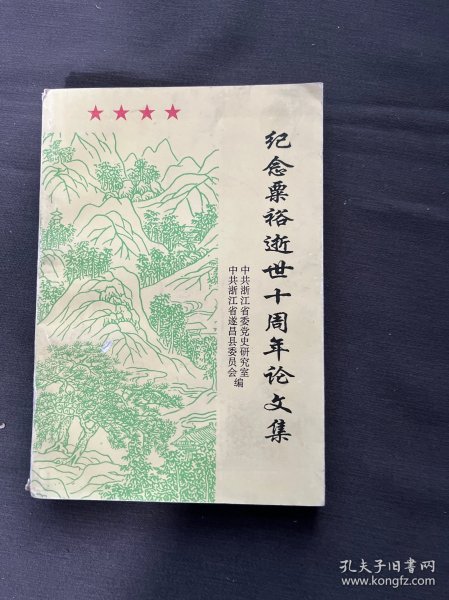 纪念粟裕逝世十周年论文集
中共浙江省委党史研究室
中共浙江省遂昌县委员会
编
孔夫子旧书网
www.kongfz.com